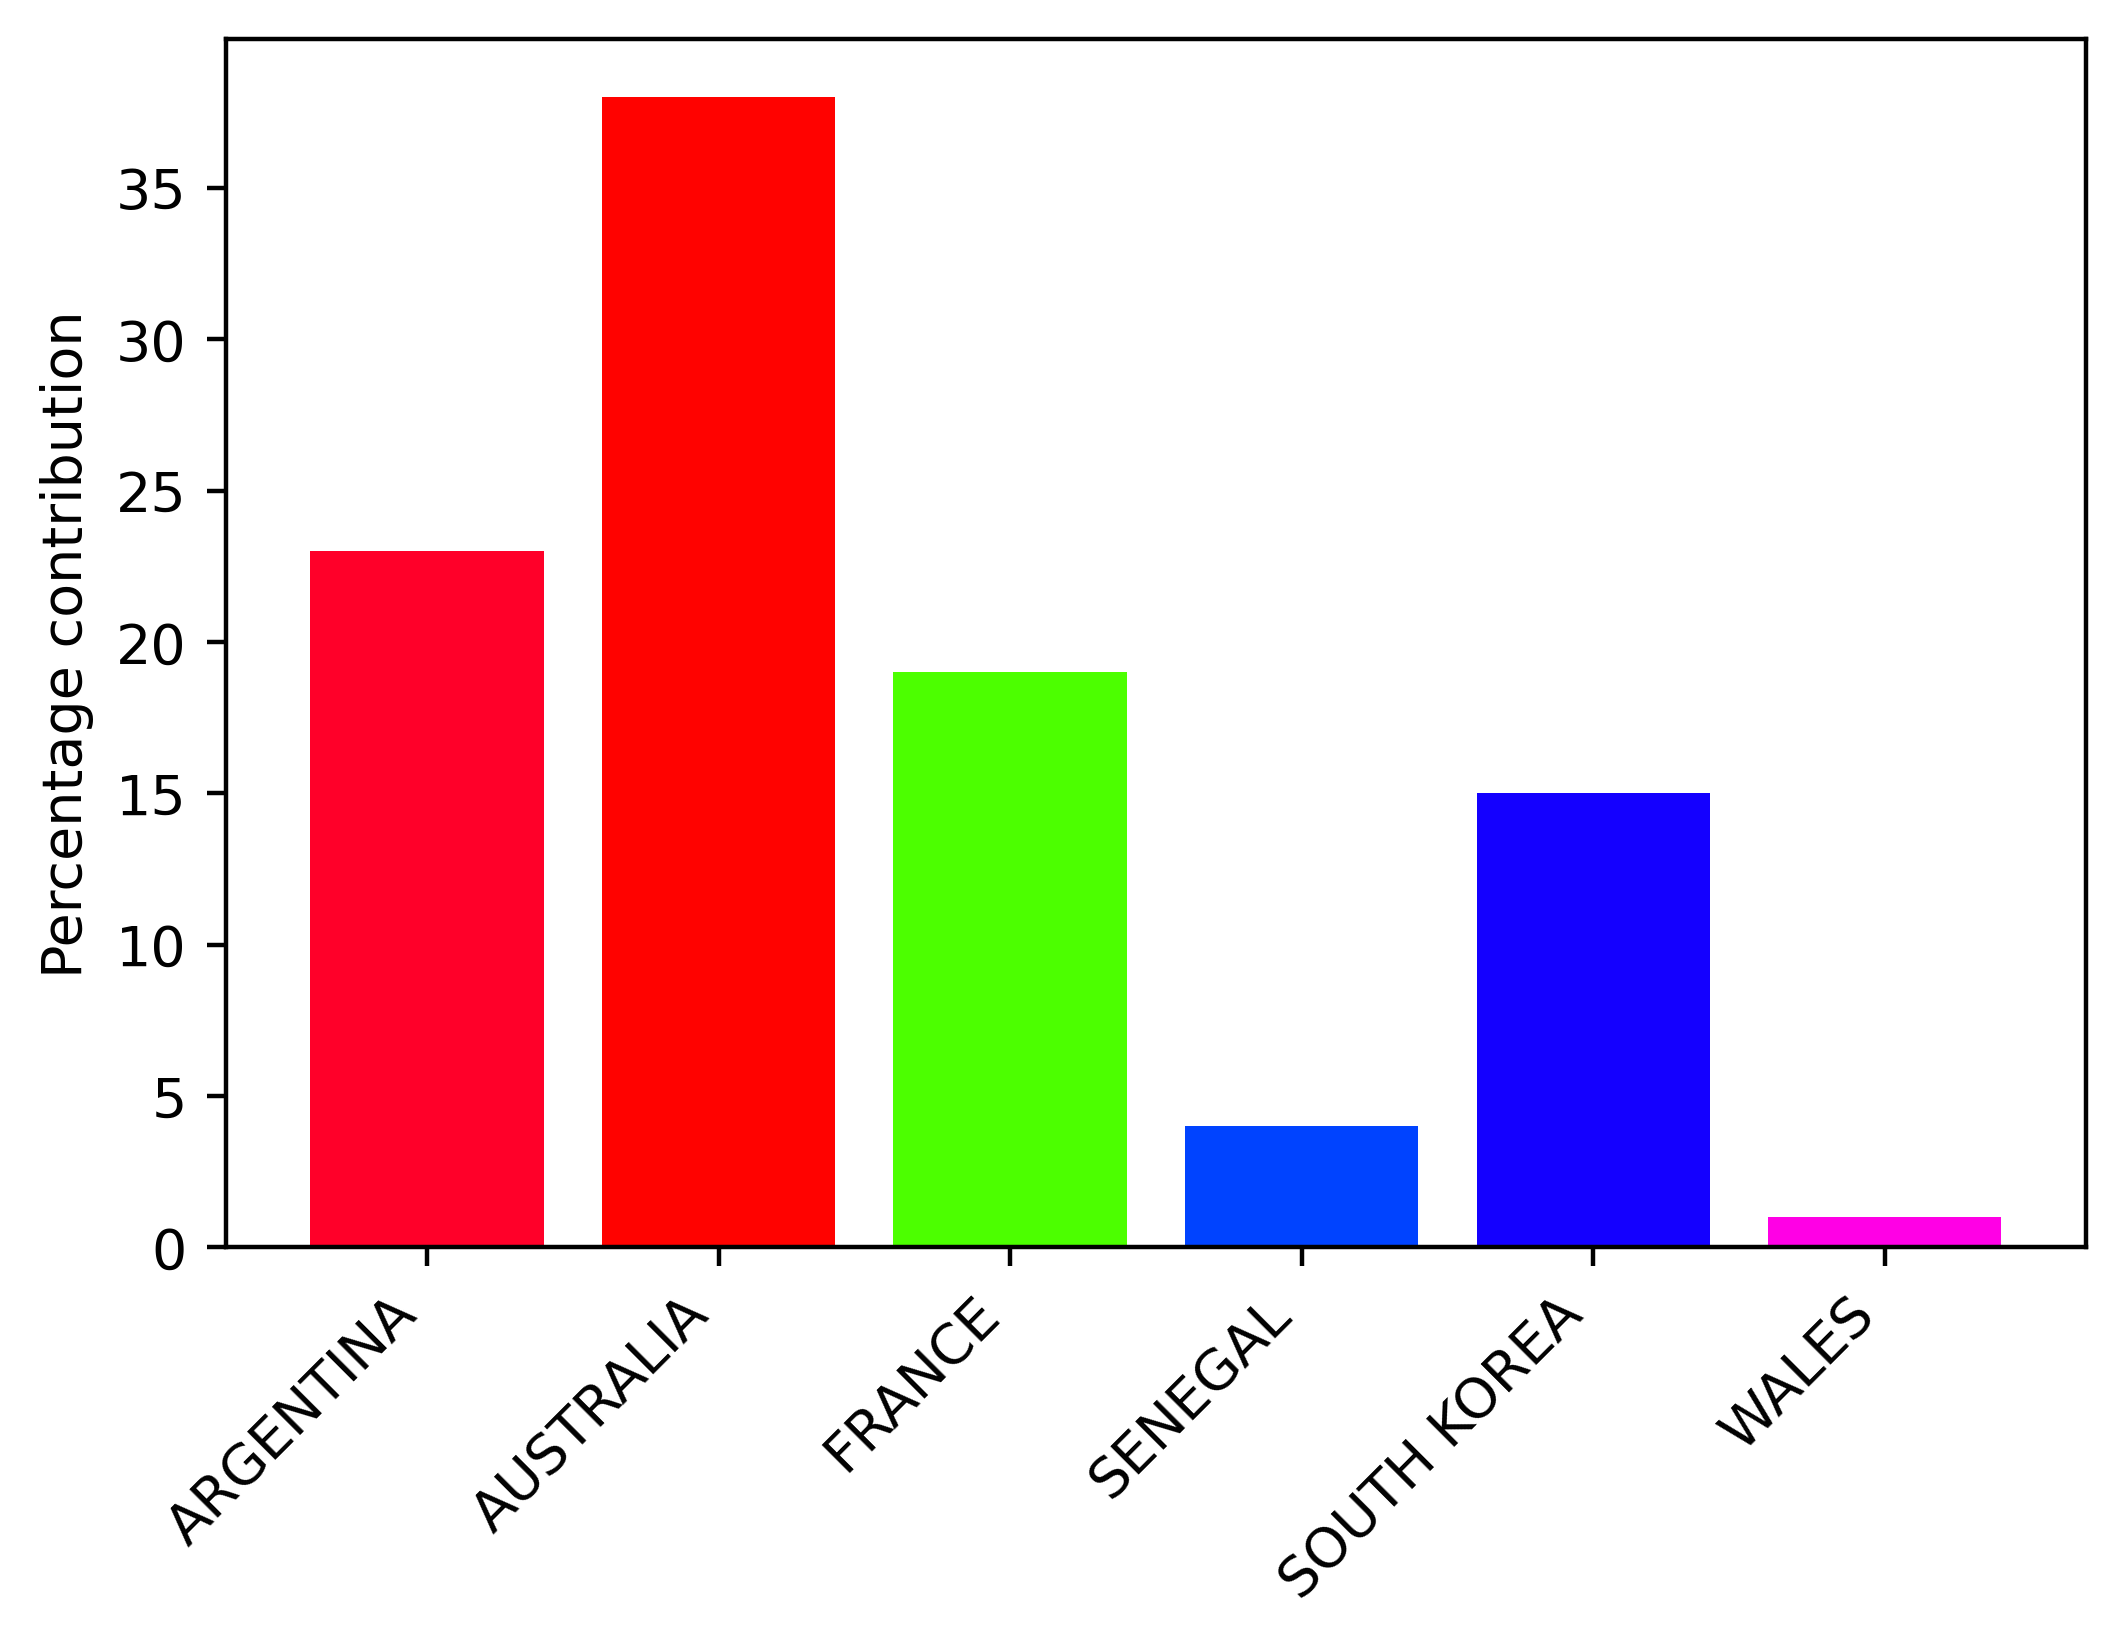 Percentage contribution
35
30
25
20
15
10
5
0
ARGENTINA
AUSTRALIA
FRANCE
SENEGAL
SOUTH KOREA
WALES